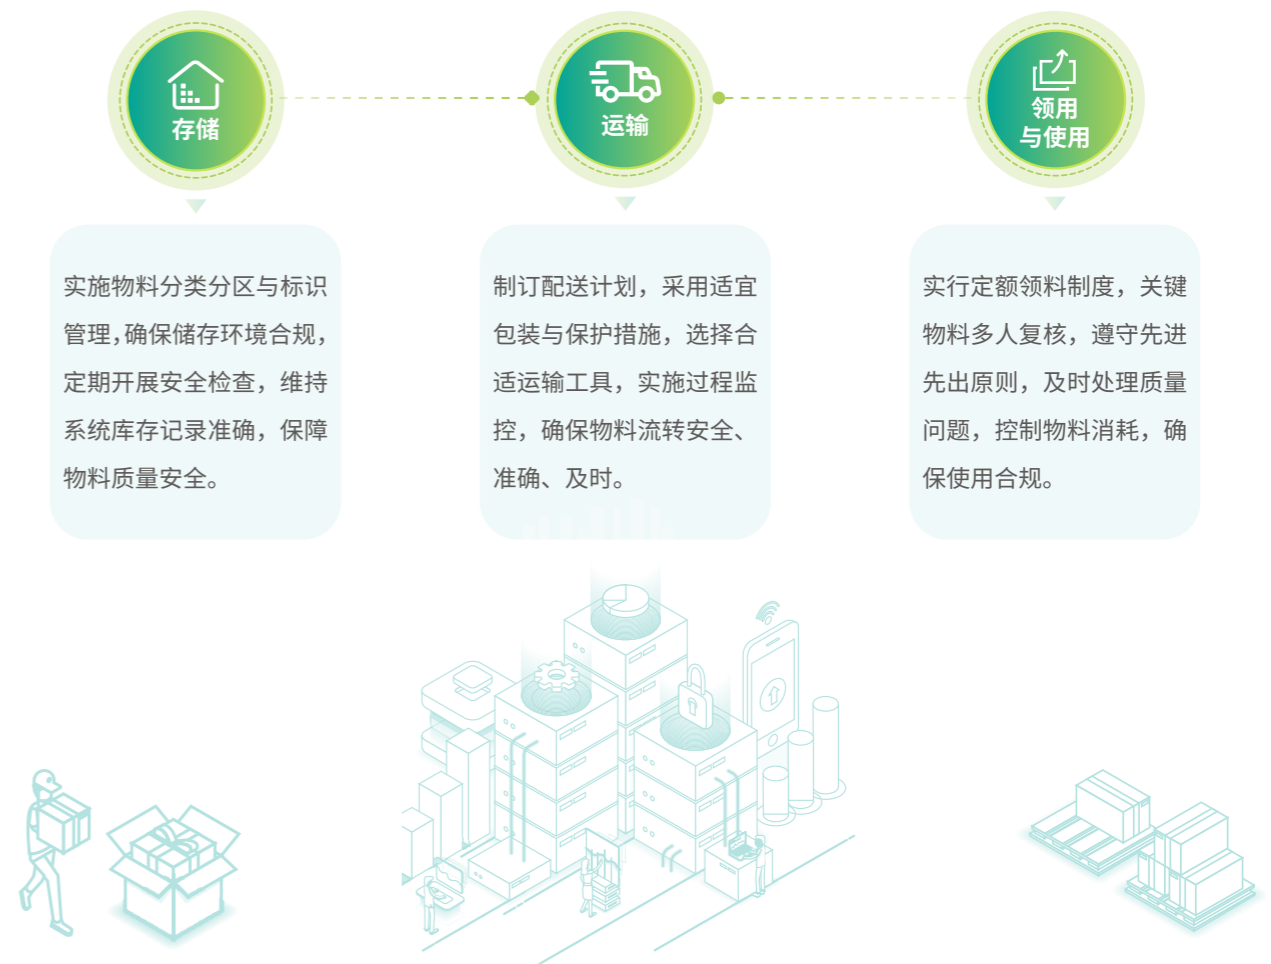 存储
实施物料分类分区与标识
管理，确保储存环境合规，
定期开展安全检查，维持
系统库存记录准确，保障
物料质量安全。
运输
制订配送计划，采用适宜
包装与保护措施，选择合
适运输工具，实施过程监
控，确保物料流转安全、
准确、及时。
领用
与使用
实行定额领料制度，关键
物料多人复核，遵守先进
先出原则，及时处理质量
问题，控制物料消耗，确
保使用合规。